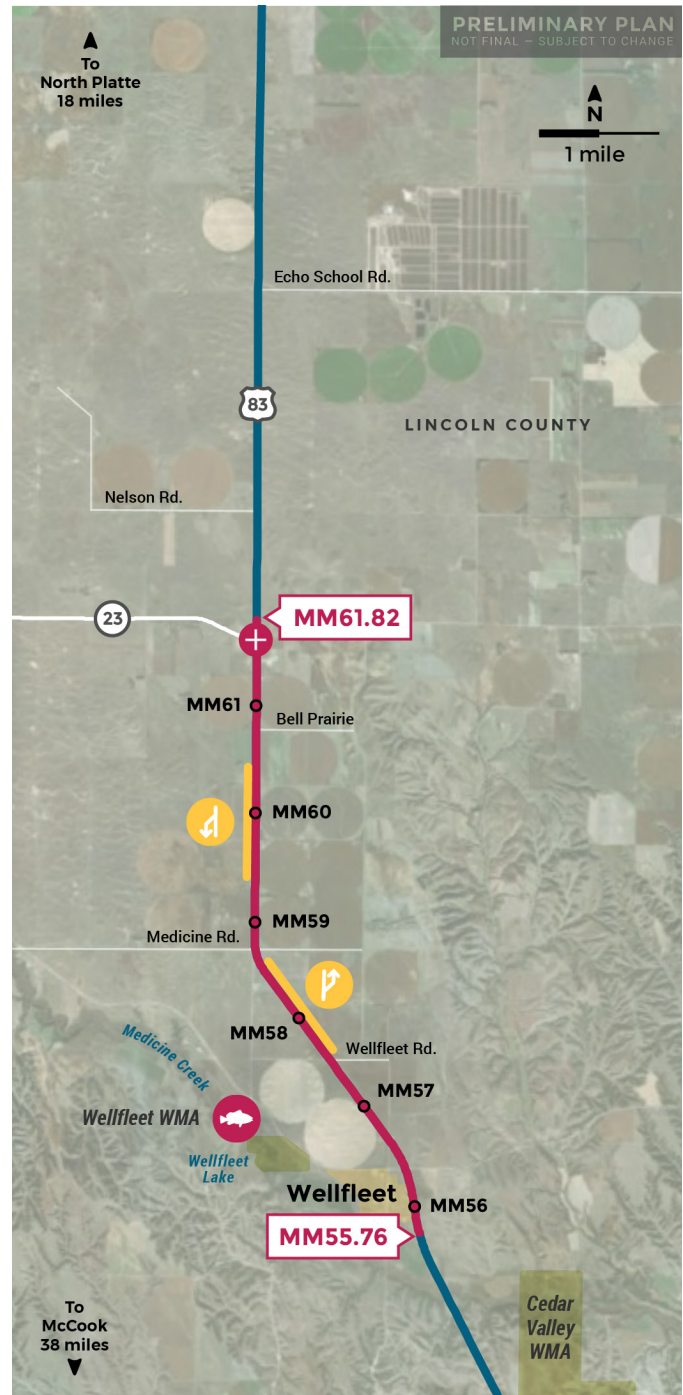 PRELIMINARY PLAN
NOT FINAL – SUBJECT TO CHANGE
To
North Platte
18 miles
N
1 mile
Echo School Rd.
83
LINCOLN COUNTY
Nelson Rd.
23
MM61.82
MM61
Bell Prairie
MM60
MM59
Medicine Rd.
MM58
Wellfleet Rd.
Medicine Creek
MM57
Wellfleet WMA
Wellfleet
Lake
Wellfleet
MM56
MM55.76
To
McCook
38 miles
Cedar
Valley
WMA